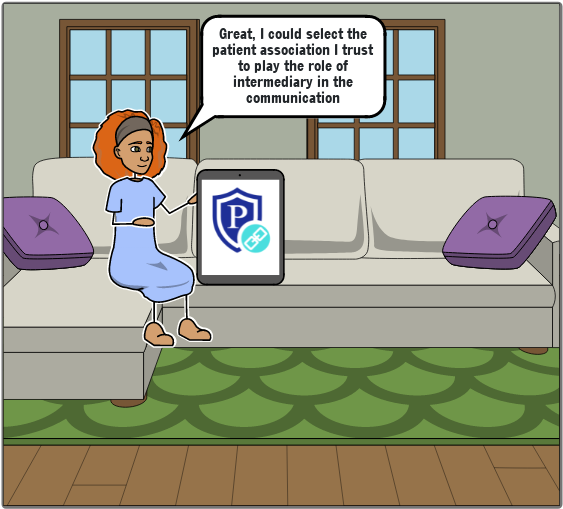 Great, I could select the
patient association I trust
to play the role of
intermediary in the
communication
P